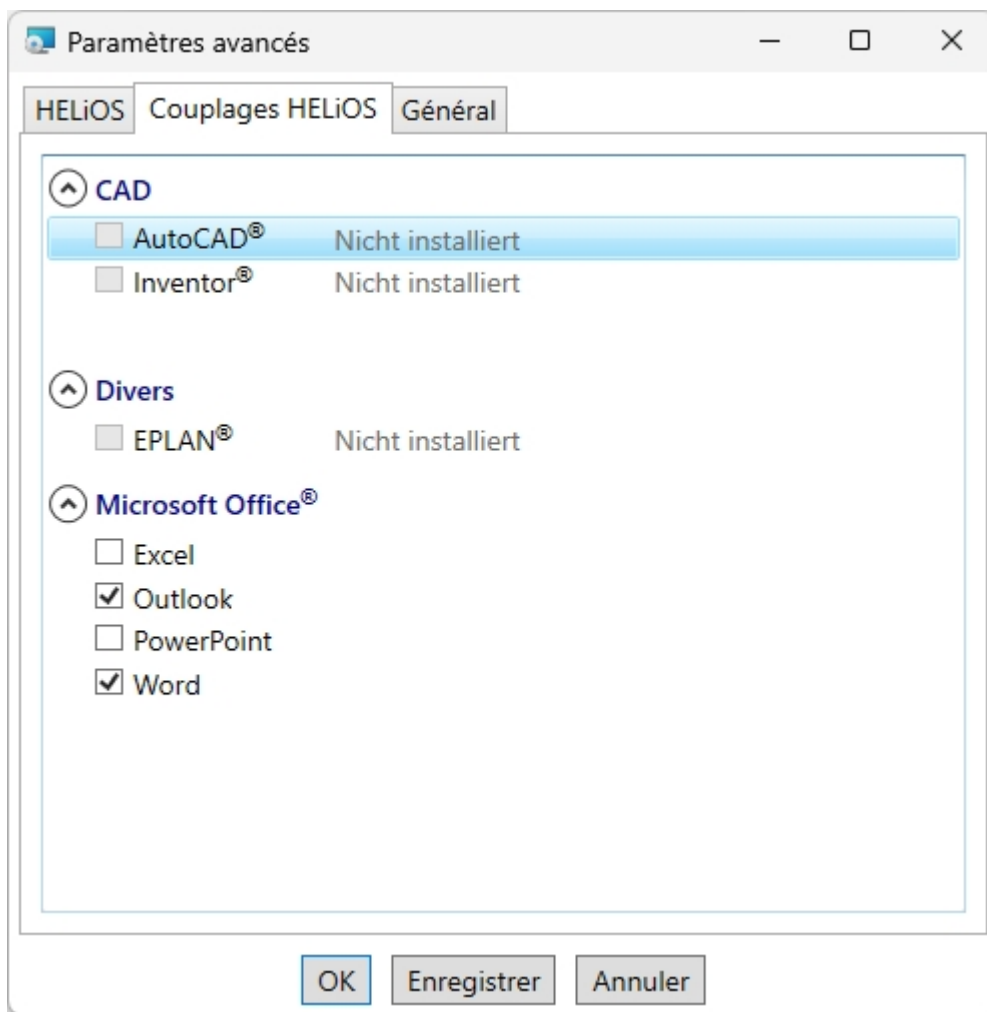 Paramètres avancés
HELiOS Couplages HELiOS Général
CAD
AutoCAD® Nicht installiert
Inventor® Nicht installiert
Divers
EPLAN® Nicht installiert
Microsoft Office®
Excel
Outlook
PowerPoint
Word
OK Enregistrer Annuler